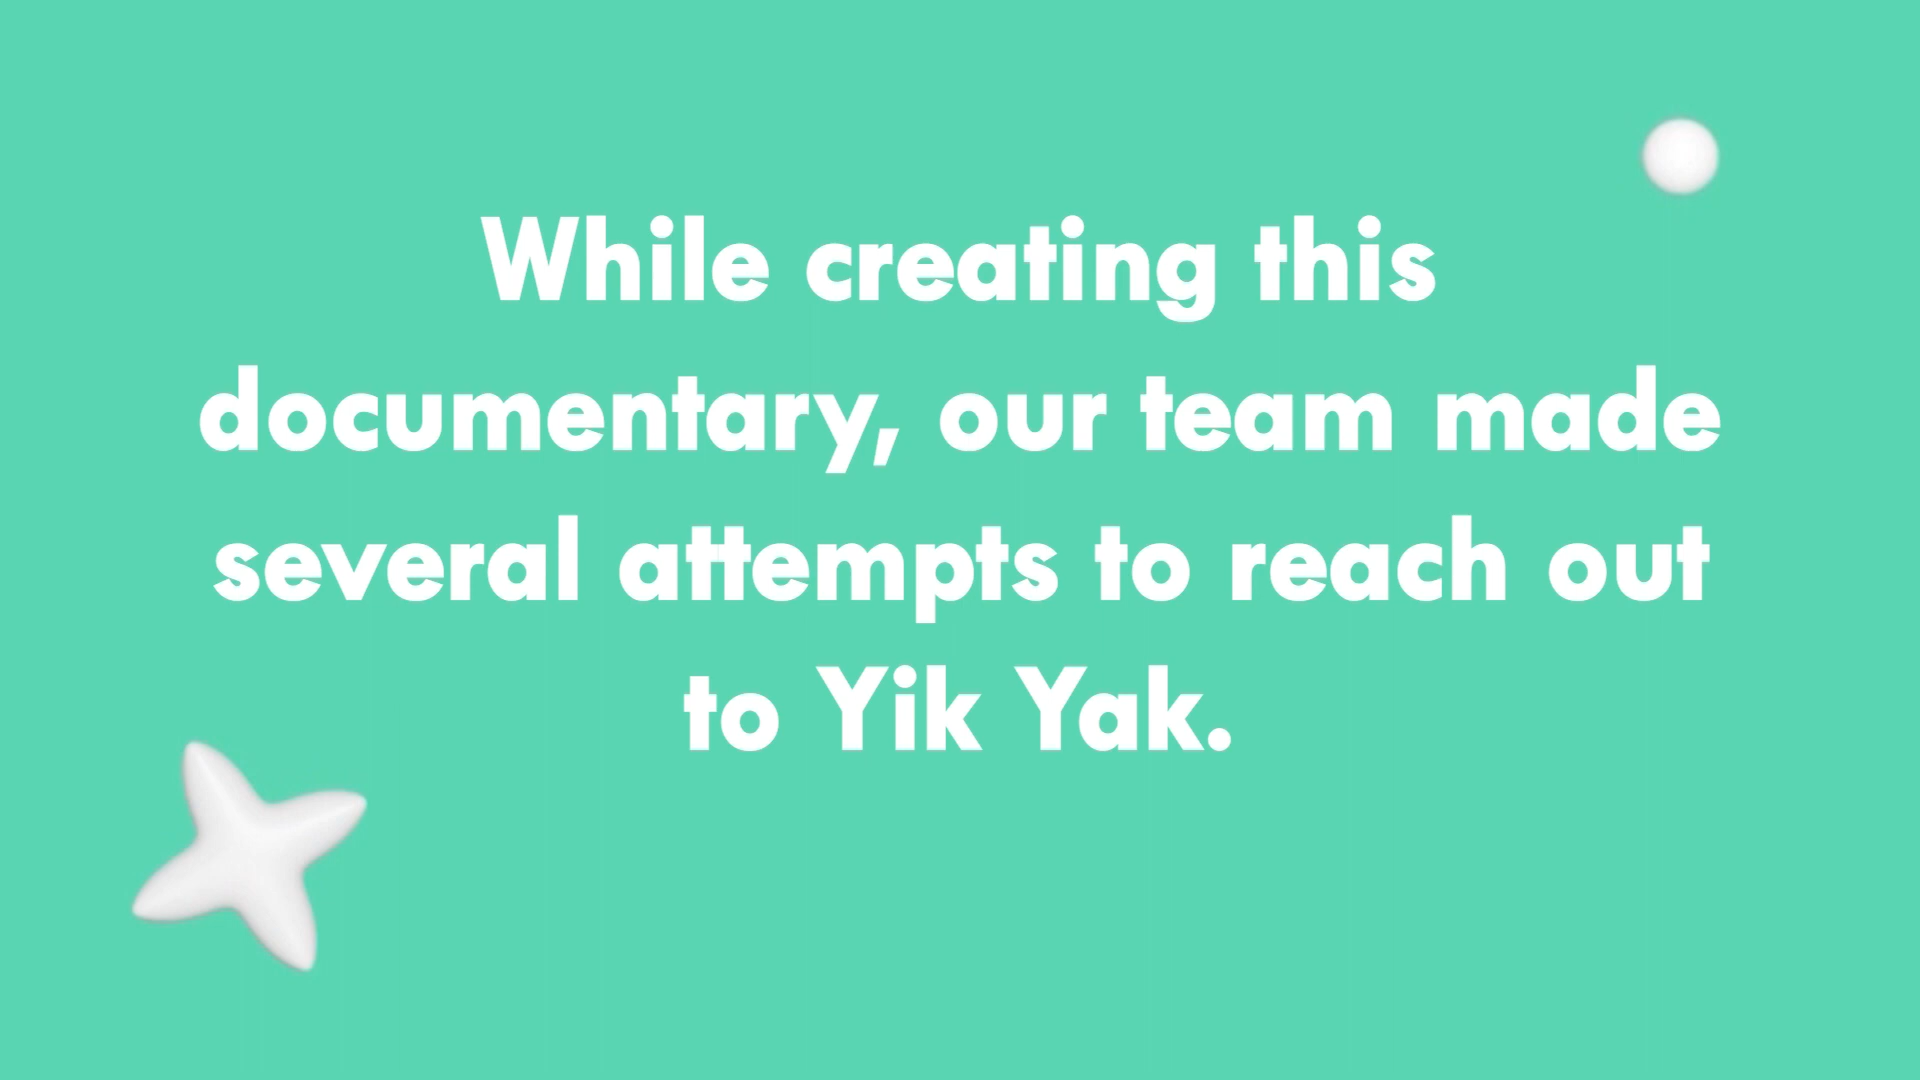 While creating this
documentary, our team made
several attempts to reach out
to Yik Yak.